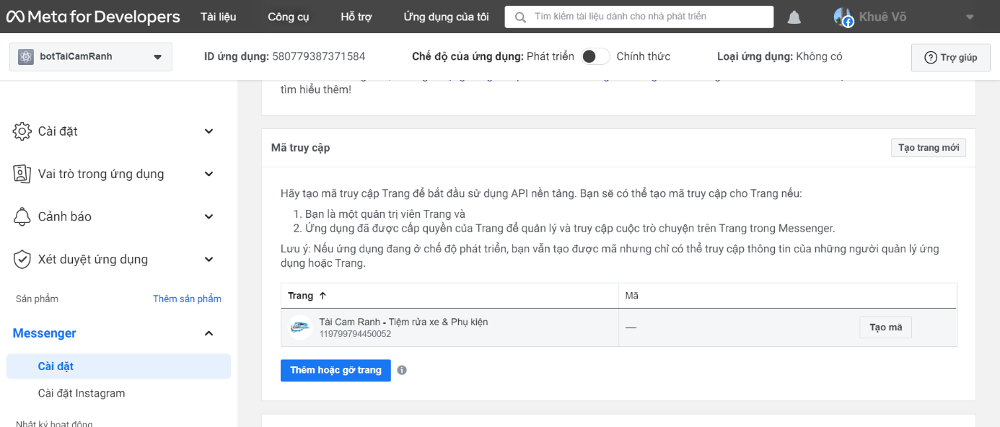 Meta for Developers Tài liệu Công cụ Hỗ trợ Ứng dụng của tôi Tìm kiếm tài liệu dành cho nhà phát triển Khuê Võ
botTaiCamRanh ID ứng dụng: 580779387371584 Chế độ của ứng dụng: Phát triển Chính thức Loại ứng dụng: Không có Trợ giúp
tìm hiểu thêm!
Cài đặt
Vai trò trong ứng dụng
Cảnh báo
Xét duyệt ứng dụng
Sản phẩm Thêm sản phẩm
Messenger
Cài đặt
Cài đặt Instagram
Nhật ký hoạt động
Mã truy cập Tạo trang mới
Hãy tạo mã truy cập Trang để bắt đầu sử dụng API nền tảng. Bạn sẽ có thể tạo mã truy cập cho Trang nếu:
1. Bạn là một quản trị viên Trang và
2. Ứng dụng đã được cấp quyền của Trang để quản lý và truy cập cuộc trò chuyện trên Trang trong Messenger.
Lưu ý: Nếu ứng dụng đang ở chế độ phát triển, bạn vẫn tạo được mã nhưng chỉ có thể truy cập thông tin của những người quản lý ứng
dụng hoặc Trang.
Trang ↑ Mã
Tài Cam Ranh - Tiệm rửa xe & Phụ kiện
119799794450052 — Tạo mã
Thêm hoặc gỡ trang